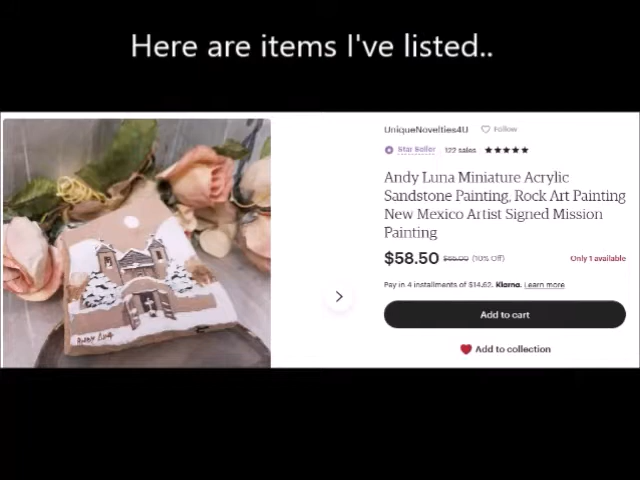 Here are items I've listed..
UniqueNovelties4U Follow
Star Seller 122 sales
Andy Luna Miniature Acrylic
Sandstone Painting, Rock Art Painting
New Mexico Artist Signed Mission
Painting
$58.50 $65.00 (10% Off) Only 1 available
Pay in 4 installments of $14.62. Klarna. Learn more
Add to cart
Add to collection